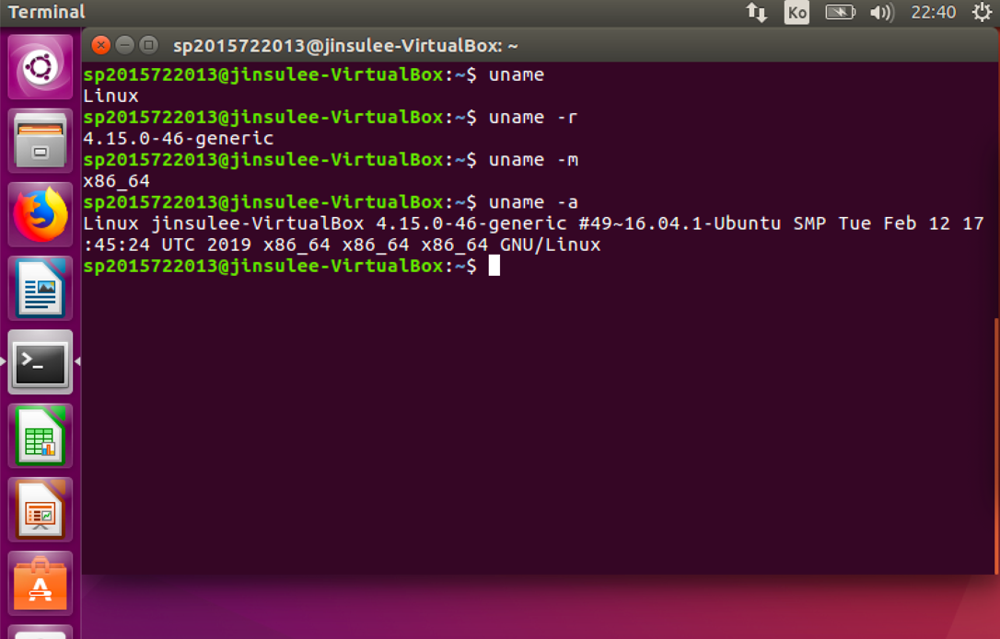 Terminal
Ko
22:40
sp2015722013@jinsulee-VirtualBox: ~
sp2015722013@jinsulee-VirtualBox:~$ uname
Linux
sp2015722013@jinsulee-VirtualBox:~$ uname -r
4.15.0-46-generic
sp2015722013@jinsulee-VirtualBox:~$ uname -m
x86_64
sp2015722013@jinsulee-VirtualBox:~$ uname -a
Linux jinsulee-VirtualBox 4.15.0-46-generic #49~16.04.1-Ubuntu SMP Tue Feb 12 17
:45:24 UTC 2019 x86_64 x86_64 x86_64 GNU/Linux
sp2015722013@jinsulee-VirtualBox:~$